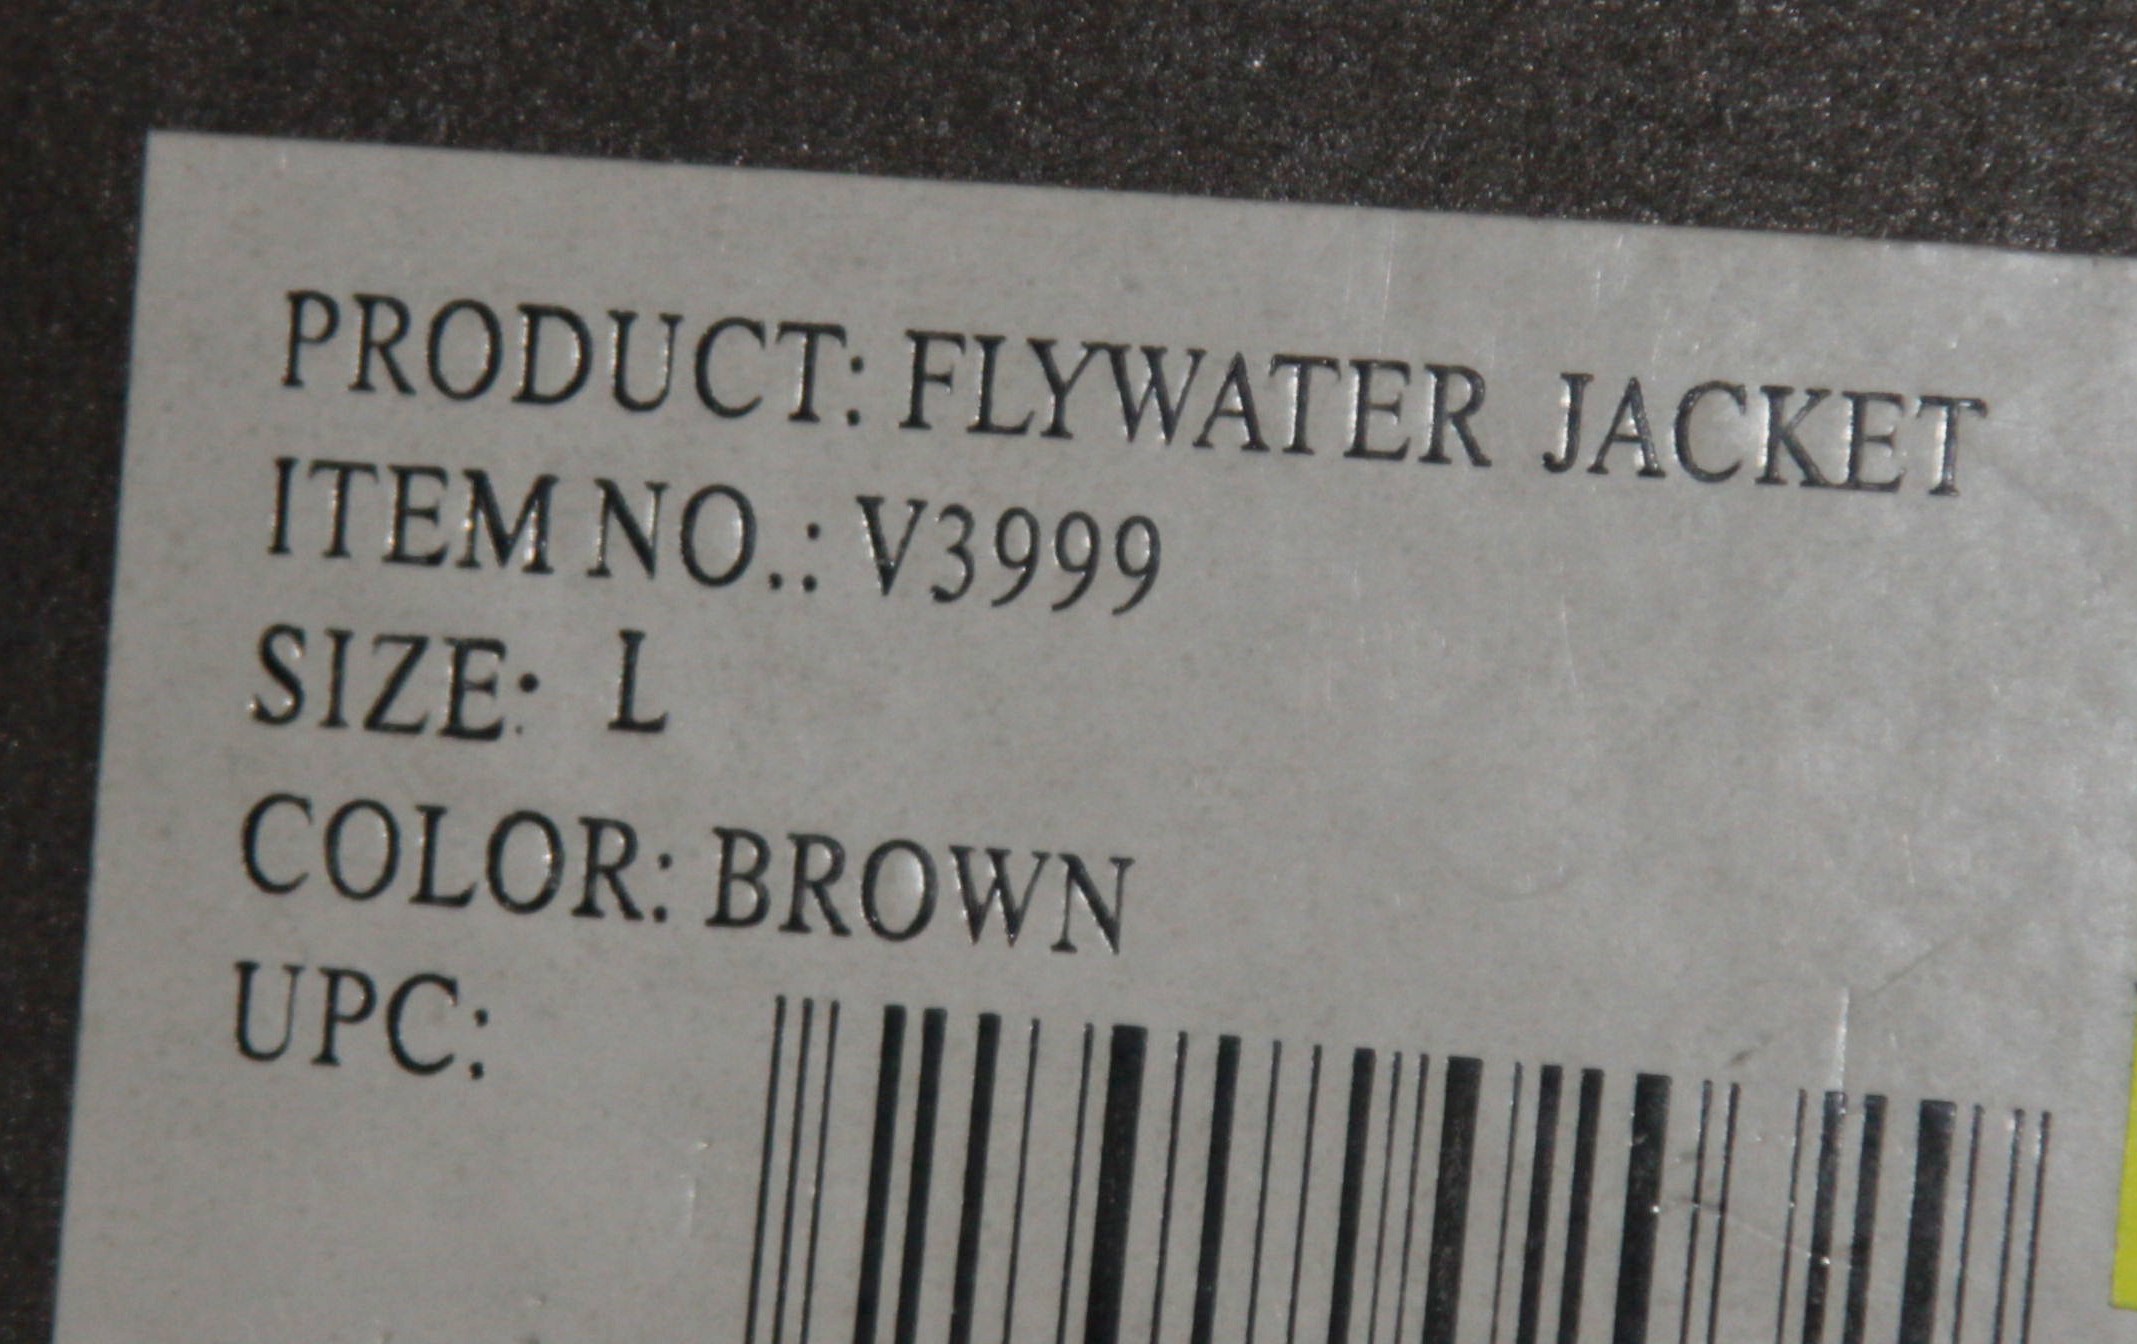 PRODUCT: FLYWATER JACKET
ITEM NO.: V3999
SIZE: L
COLOR: BROWN
UPC: